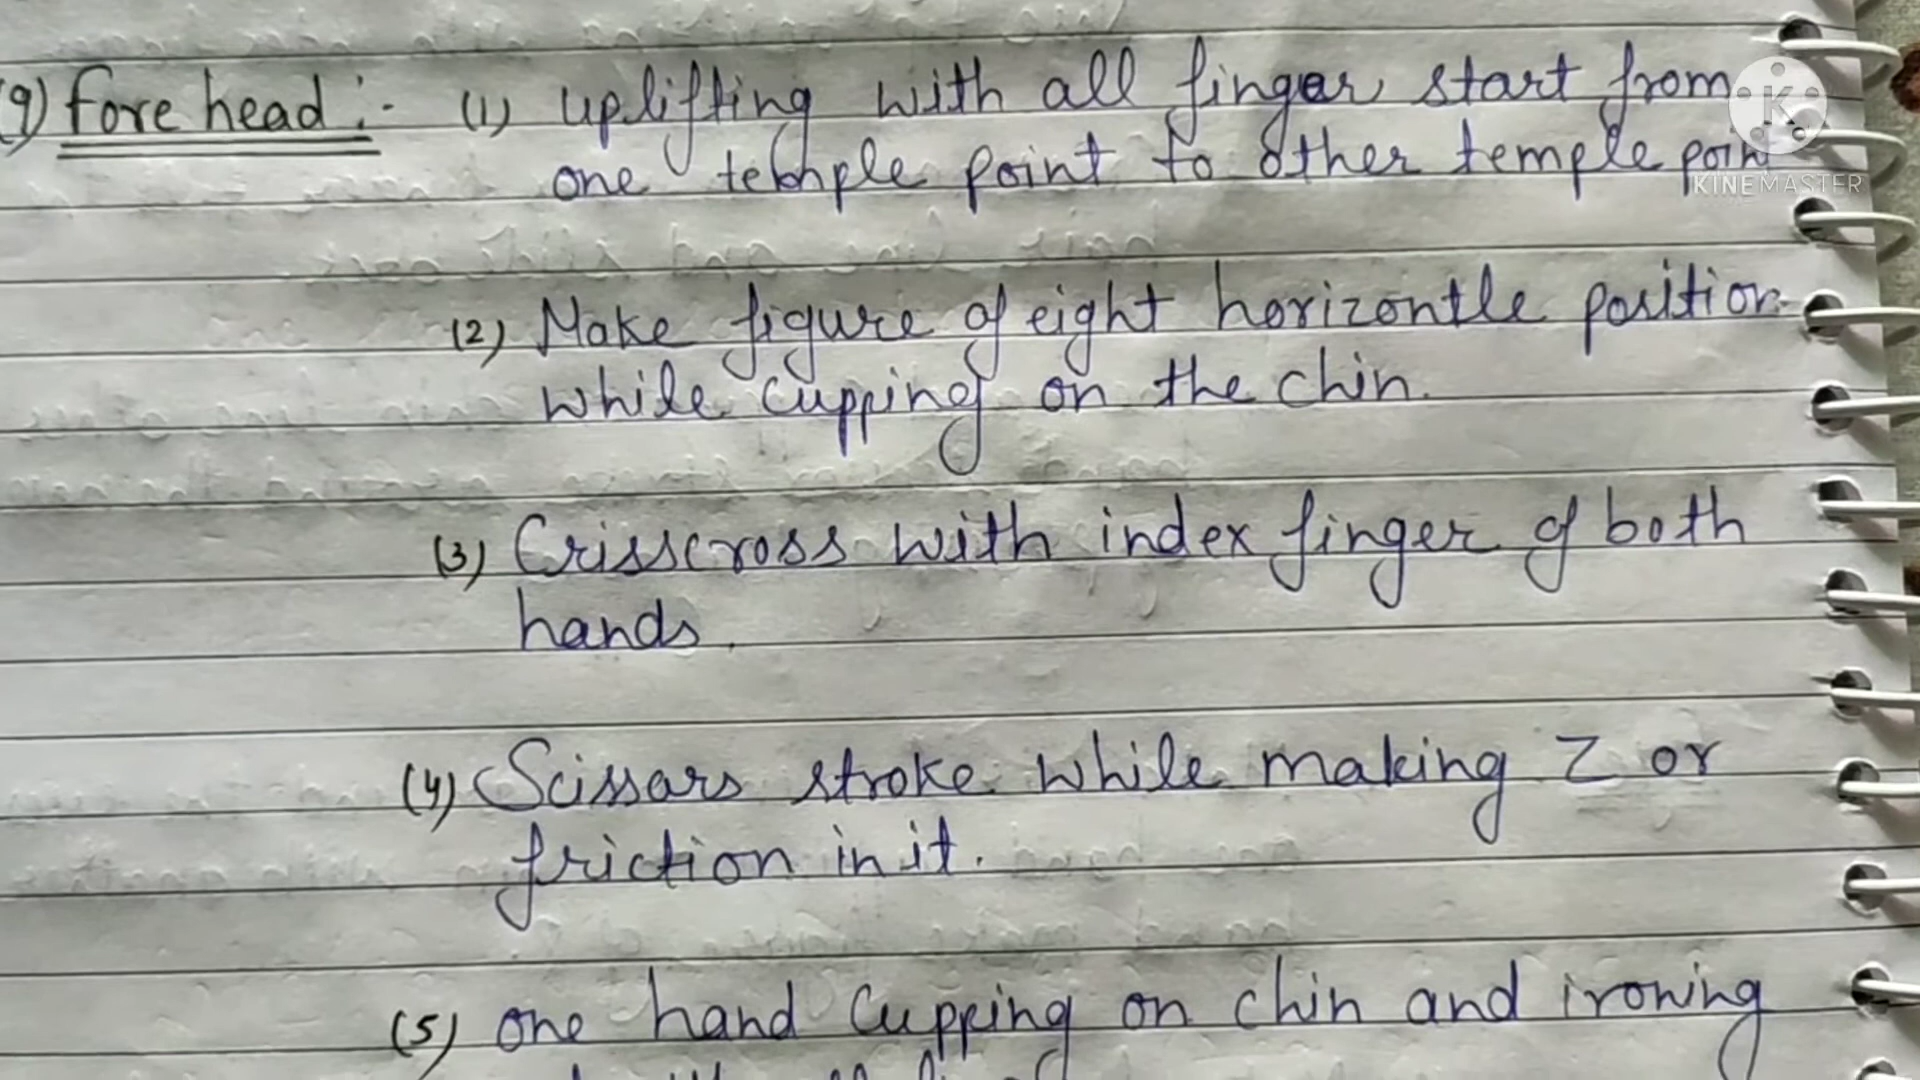 (9) Fore head :- (1) uplifting with all finger start from
one temple point to other temple point
KINEMASTER
(2) Make figure of eight horizontle position
while cupping on the chin.
(3) Crisscross with index finger of both
hands.
(4) Scissars stroke while making Z or
friction in it.
(5) one hand cupping on chin and ironing